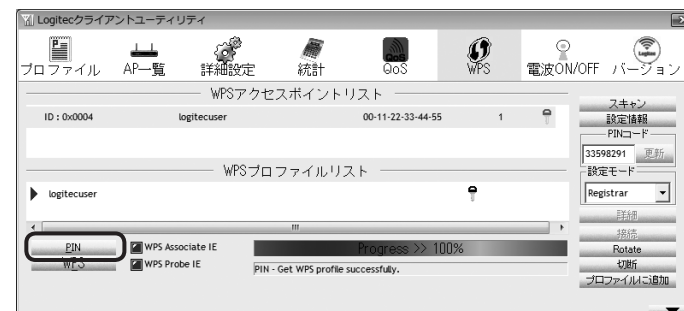 Logitecクライアントユーティリティ
プロファイル AP一覧 詳細設定 統計 QoS WPS 電波ON/OFF バージョン
WPSアクセスポイントリスト
ID : 0x0004 logitecuser 00-11-22-33-44-55 1
WPSプロファイルリスト
logitecuser
PIN
WPS
WPS Associate IE
WPS Probe IE
Progress >> 100%
PIN - Get WPS profile successfully.
スキャン
設定情報
PINコード
33598291 更新
設定モード
Registrar
詳細
接続
Rotate
切断
プロファイルに追加